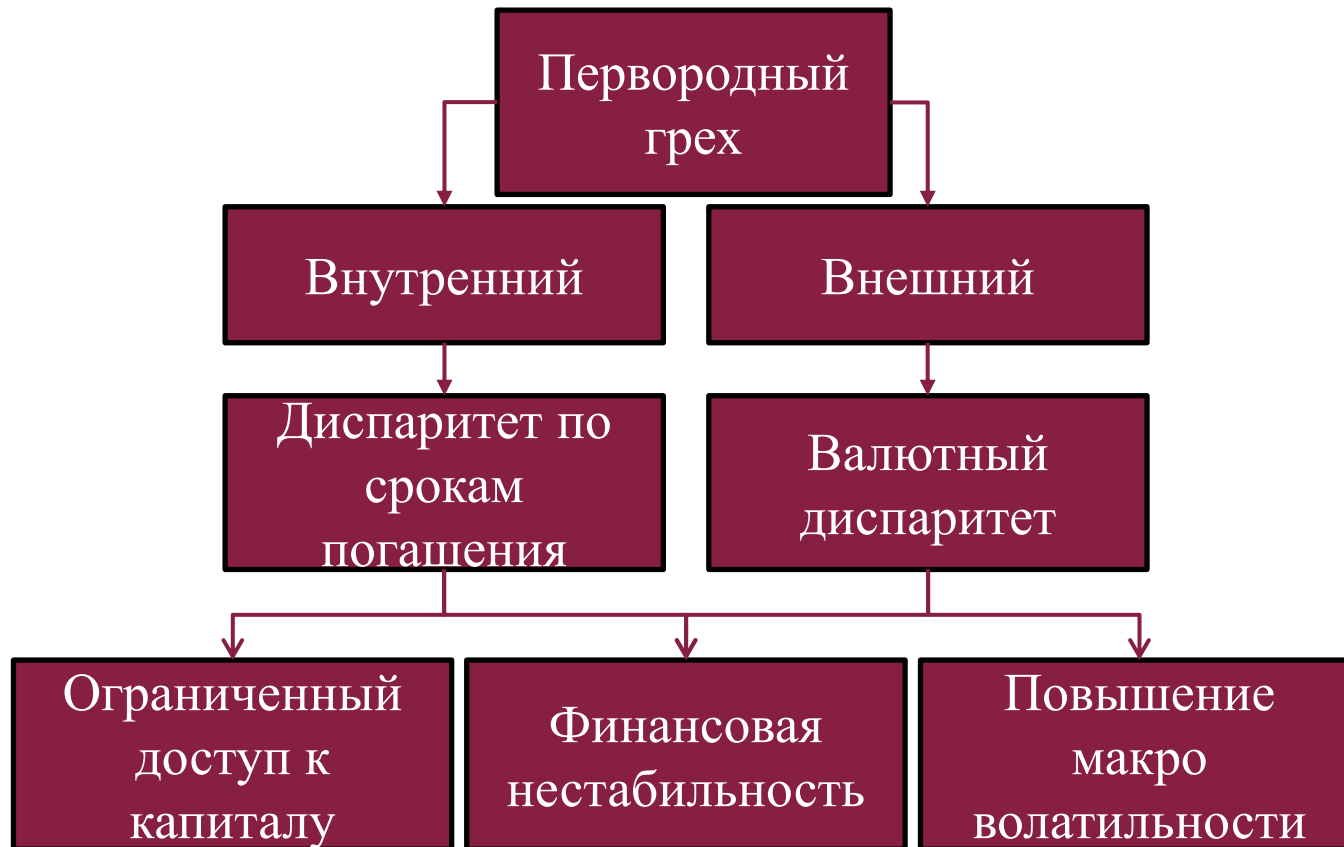 Первородный
грех
Внутренний
Внешний
Диспаритет по
срокам
погашения
Валютный
диспаритет
Ограниченный
доступ к
капиталу
Финансовая
нестабильность
Повышение
макро
волатильности